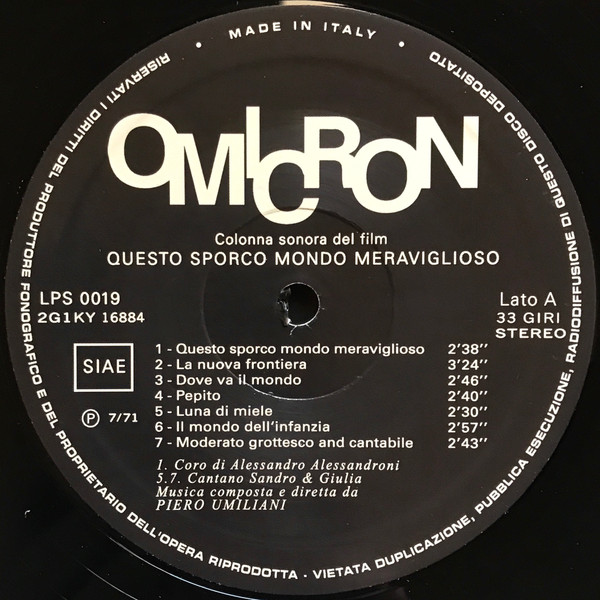 • MADE IN ITALY •
RISERVATI I DIRITTI DEL PRODUTTORE FONOGRAFICO E DEL PROPRIETARIO DELL'OPERA RIPRODOTTA - VIETATA DUPLICAZIONE, PUBBLICA ESECUZIONE, RADIODIFFUSIONE DI QUESTO DISCO DEPOSITATO
OMICRON
Colonna sonora del film
QUESTO SPORCO MONDO MERAVIGLIOSO
LPS 0019
2G1KY 16884
Lato A
33 GIRI
STEREO
SIAE
Ⓟ 7/71
1 - Questo sporco mondo meraviglioso 2'38''
2 - La nuova frontiera 3'24''
3 - Dove va il mondo 2'46''
4 - Pepito 2'40''
5 - Luna di miele 2'30''
6 - Il mondo dell'infanzia 2'57''
7 - Moderato grottesco and cantabile 2'43''
1. Coro di Alessandro Alessandroni
5.7. Cantano Sandro & Giulia
Musica composta e diretta da
PIERO UMILIANI